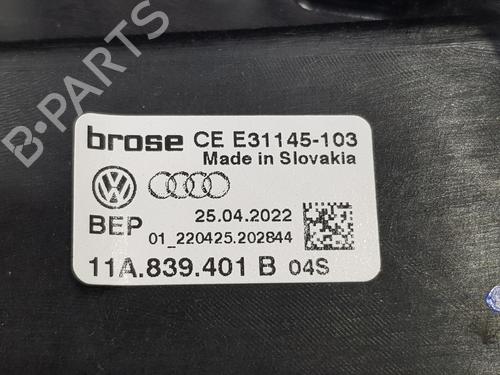 brose CE E31145-103
Made in Slovakia
BEP 25.04.2022
01_220425.202844
11A.839.401 B 04S
B-PARTS